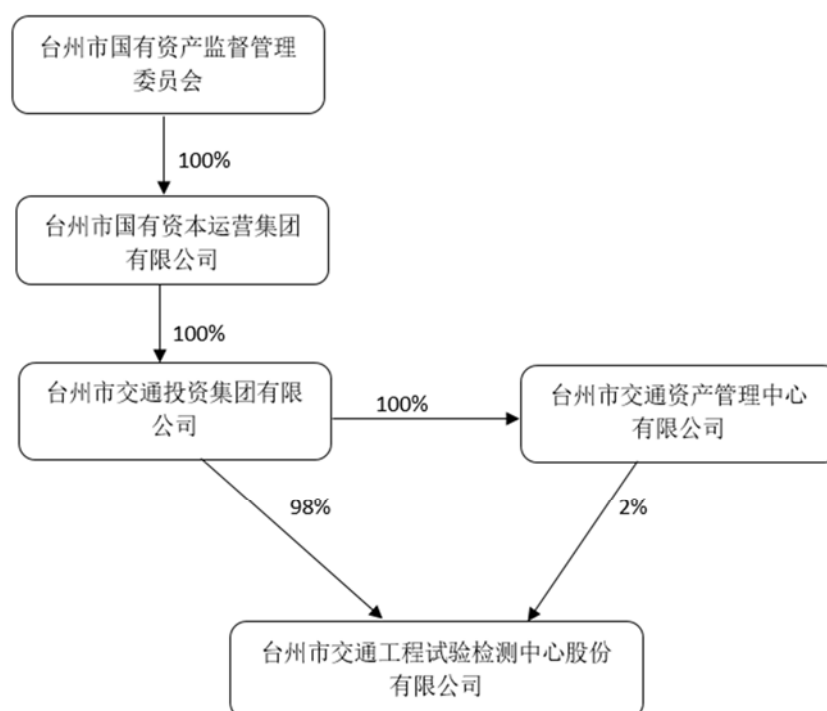 台州市国有资产监督管理
委员会
100%
台州市国有资本运营集团
有限公司
100%
台州市交通投资集团有限
公司
100%
台州市交通资产管理中心
有限公司
98%
2%
台州市交通工程试验检测中心股份
有限公司